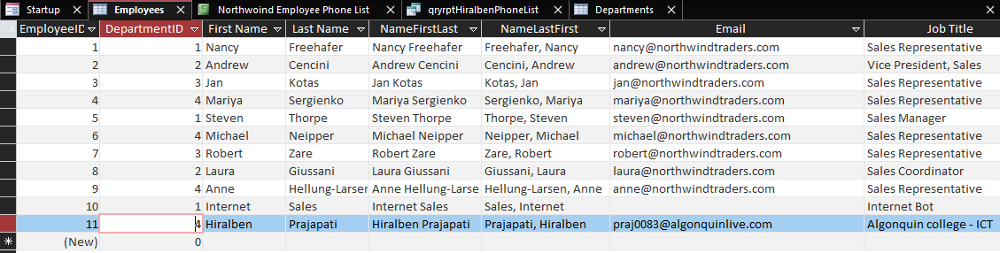 Startup Employees Northwoind Employee Phone List qryrptHiralbenPhoneList Departments
EmployeeID DepartmentID First Name Last Name NameFirstLast NameLastFirst Email Job Title
1 1 Nancy Freehafer Nancy Freehafer Freehafer, Nancy nancy@northwindtraders.com Sales Representative
2 2 Andrew Cencini Andrew Cencini Cencini, Andrew andrew@northwindtraders.com Vice President, Sales
3 3 Jan Kotas Jan Kotas Kotas, Jan jan@northwindtraders.com Sales Representative
4 4 Mariya Sergienko Mariya Sergienko Sergienko, Mariya mariya@northwindtraders.com Sales Representative
5 1 Steven Thorpe Steven Thorpe Thorpe, Steven steven@northwindtraders.com Sales Manager
6 4 Michael Neipper Michael Neipper Neipper, Michael michael@northwindtraders.com Sales Representative
7 3 Robert Zare Robert Zare Zare, Robert robert@northwindtraders.com Sales Representative
8 2 Laura Giussani Laura Giussani Giussani, Laura laura@northwindtraders.com Sales Coordinator
9 4 Anne Hellung-Larsen Anne Hellung-Larse Hellung-Larsen, Anne anne@northwindtraders.com Sales Representative
10 1 Internet Sales Internet Sales Sales, Internet Internet Bot
11 4 Hiralben Prajapati Hiralben Prajapati Prajapati, Hiralben praj0083@algonquinlive.com Algonquin college - ICT
(New) 0